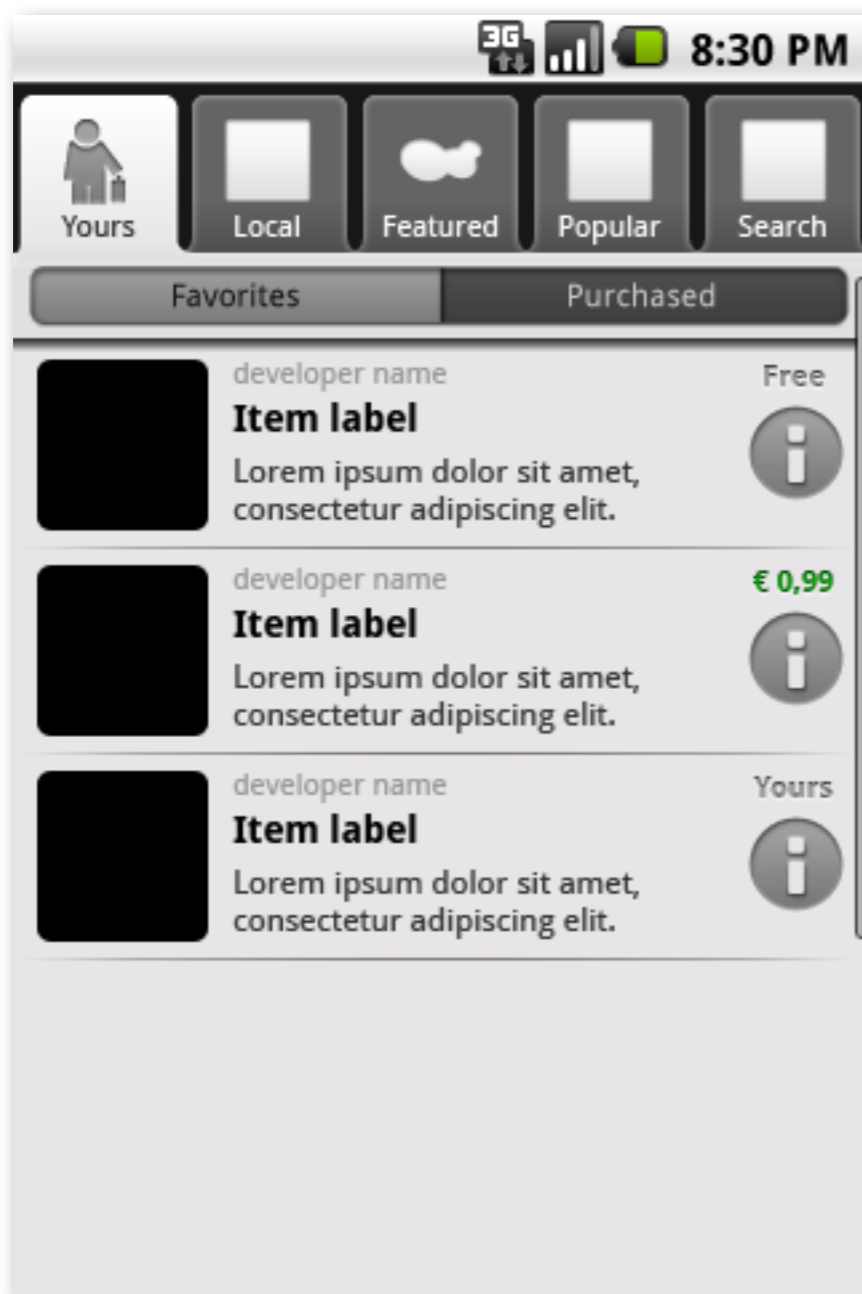 3G 8:30 PM
Yours Local Featured Popular Search
Favorites Purchased
developer name Free
Item label
Lorem ipsum dolor sit amet,
consectetur adipiscing elit.
developer name € 0,99
Item label
Lorem ipsum dolor sit amet,
consectetur adipiscing elit.
developer name Yours
Item label
Lorem ipsum dolor sit amet,
consectetur adipiscing elit.